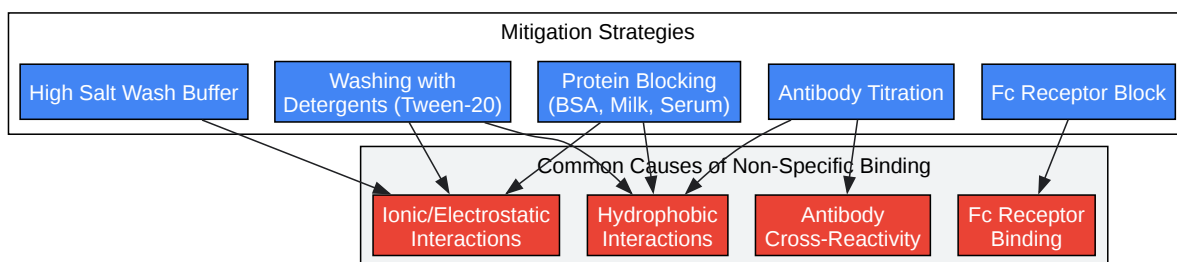 Mitigation Strategies
High Salt Wash Buffer
Washing with
Detergents (Tween-20)
Protein Blocking
(BSA, Milk, Serum)
Antibody Titration
Fc Receptor Block
Common Causes of Non-Specific Binding
Ionic/Electrostatic
Interactions
Hydrophobic
Interactions
Antibody
Cross-Reactivity
Fc Receptor
Binding